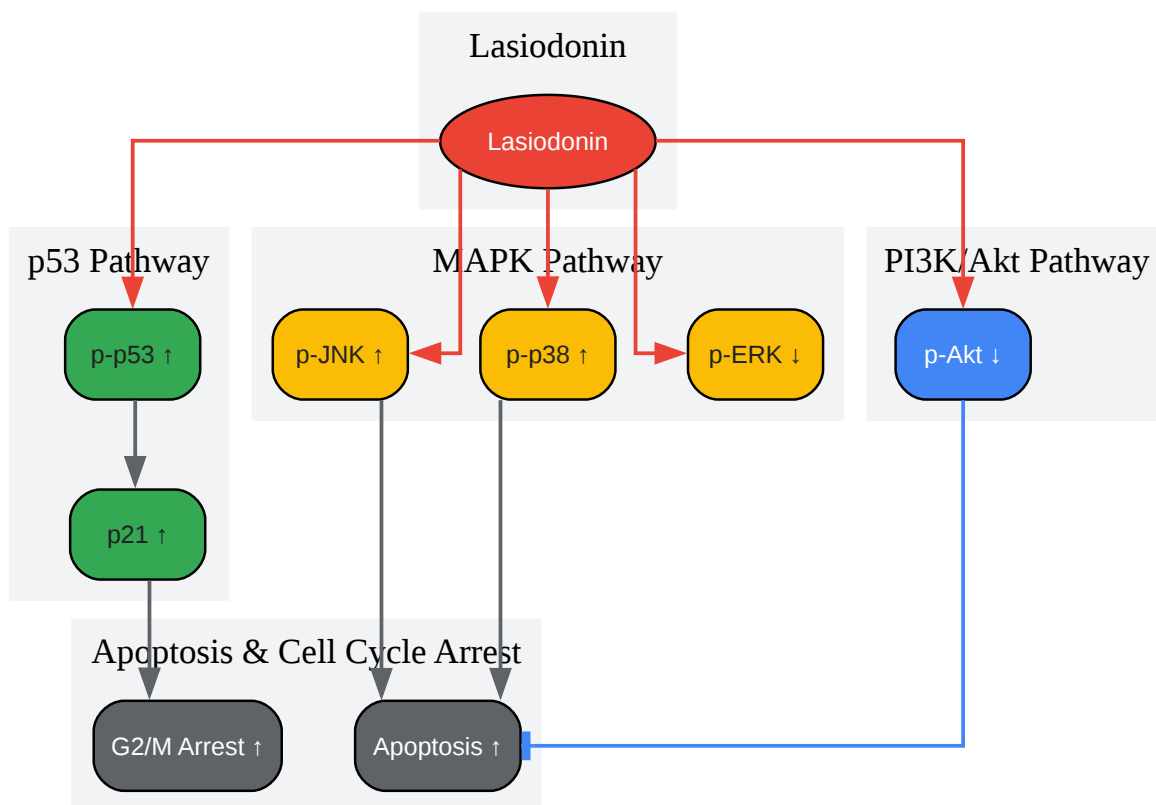 Lasiodonin
Lasiodonin
p53 Pathway
MAPK Pathway
PI3K/Akt Pathway
p-p53 ↑
p-JNK ↑
p-p38 ↑
p-ERK ↓
p-Akt ↓
p21 ↑
Apoptosis & Cell Cycle Arrest
G2/M Arrest ↑
Apoptosis ↑